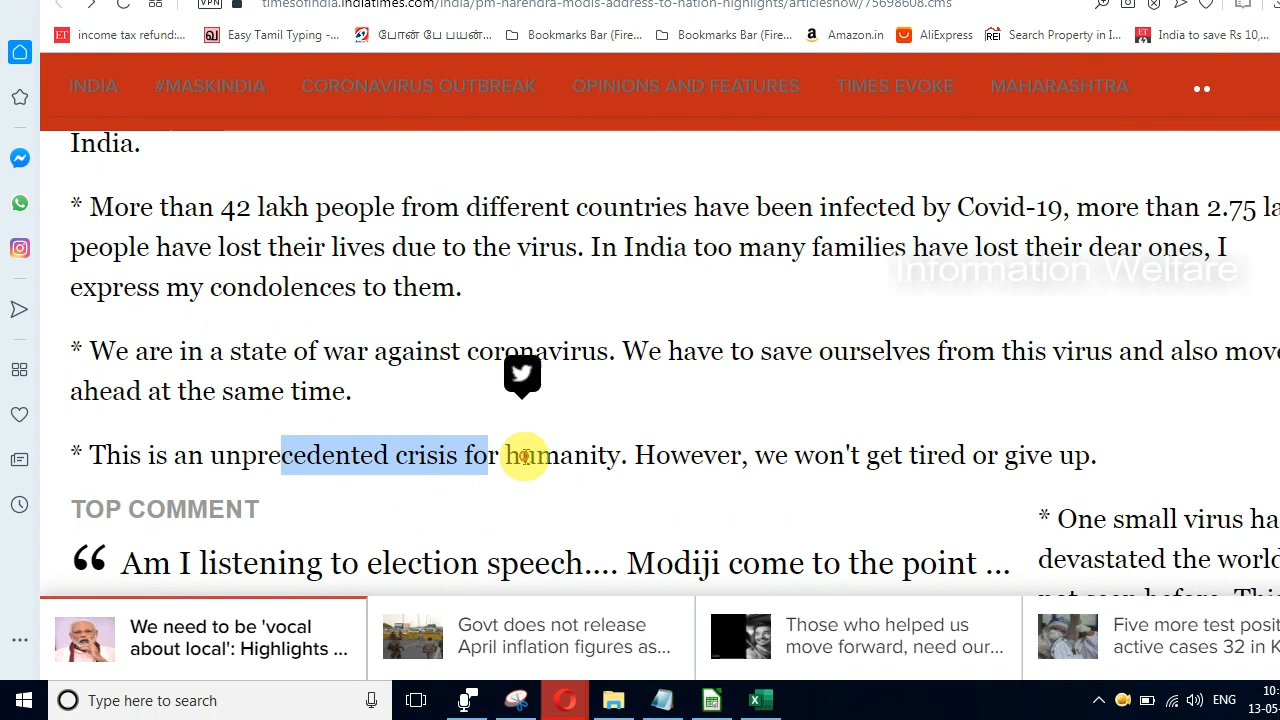 VPN timesofindia.indiatimes.com/india/pm-narendra-modis-address-to-nation-highlights/articleshow/75698608.cms
income tax refund:... Easy Tamil Typing -... போன் பே பயன்... Bookmarks Bar (Fire... Bookmarks Bar (Fire... Amazon.in AliExpress Search Property in I... India to save Rs 10,...
INDIA #MASKINDIA CORONAVIRUS OUTBREAK OPINIONS AND FEATURES TIMES EVOKE MAHARASHTRA
India.
* More than 42 lakh people from different countries have been infected by Covid-19, more than 2.75 la
people have lost their lives due to the virus. In India too many families have lost their dear ones, I
Information Welfare
express my condolences to them.
* We are in a state of war against coronavirus. We have to save ourselves from this virus and also move
ahead at the same time.
* This is an unprecedented crisis for humanity. However, we won't get tired or give up.
TOP COMMENT
“ Am I listening to election speech.... Modiji come to the point ...
* One small virus ha
devastated the world
We need to be 'vocal
about local': Highlights ...
Govt does not release
April inflation figures as...
Those who helped us
move forward, need our...
Five more test posit
active cases 32 in K
Type here to search
ENG
10:
13-05-